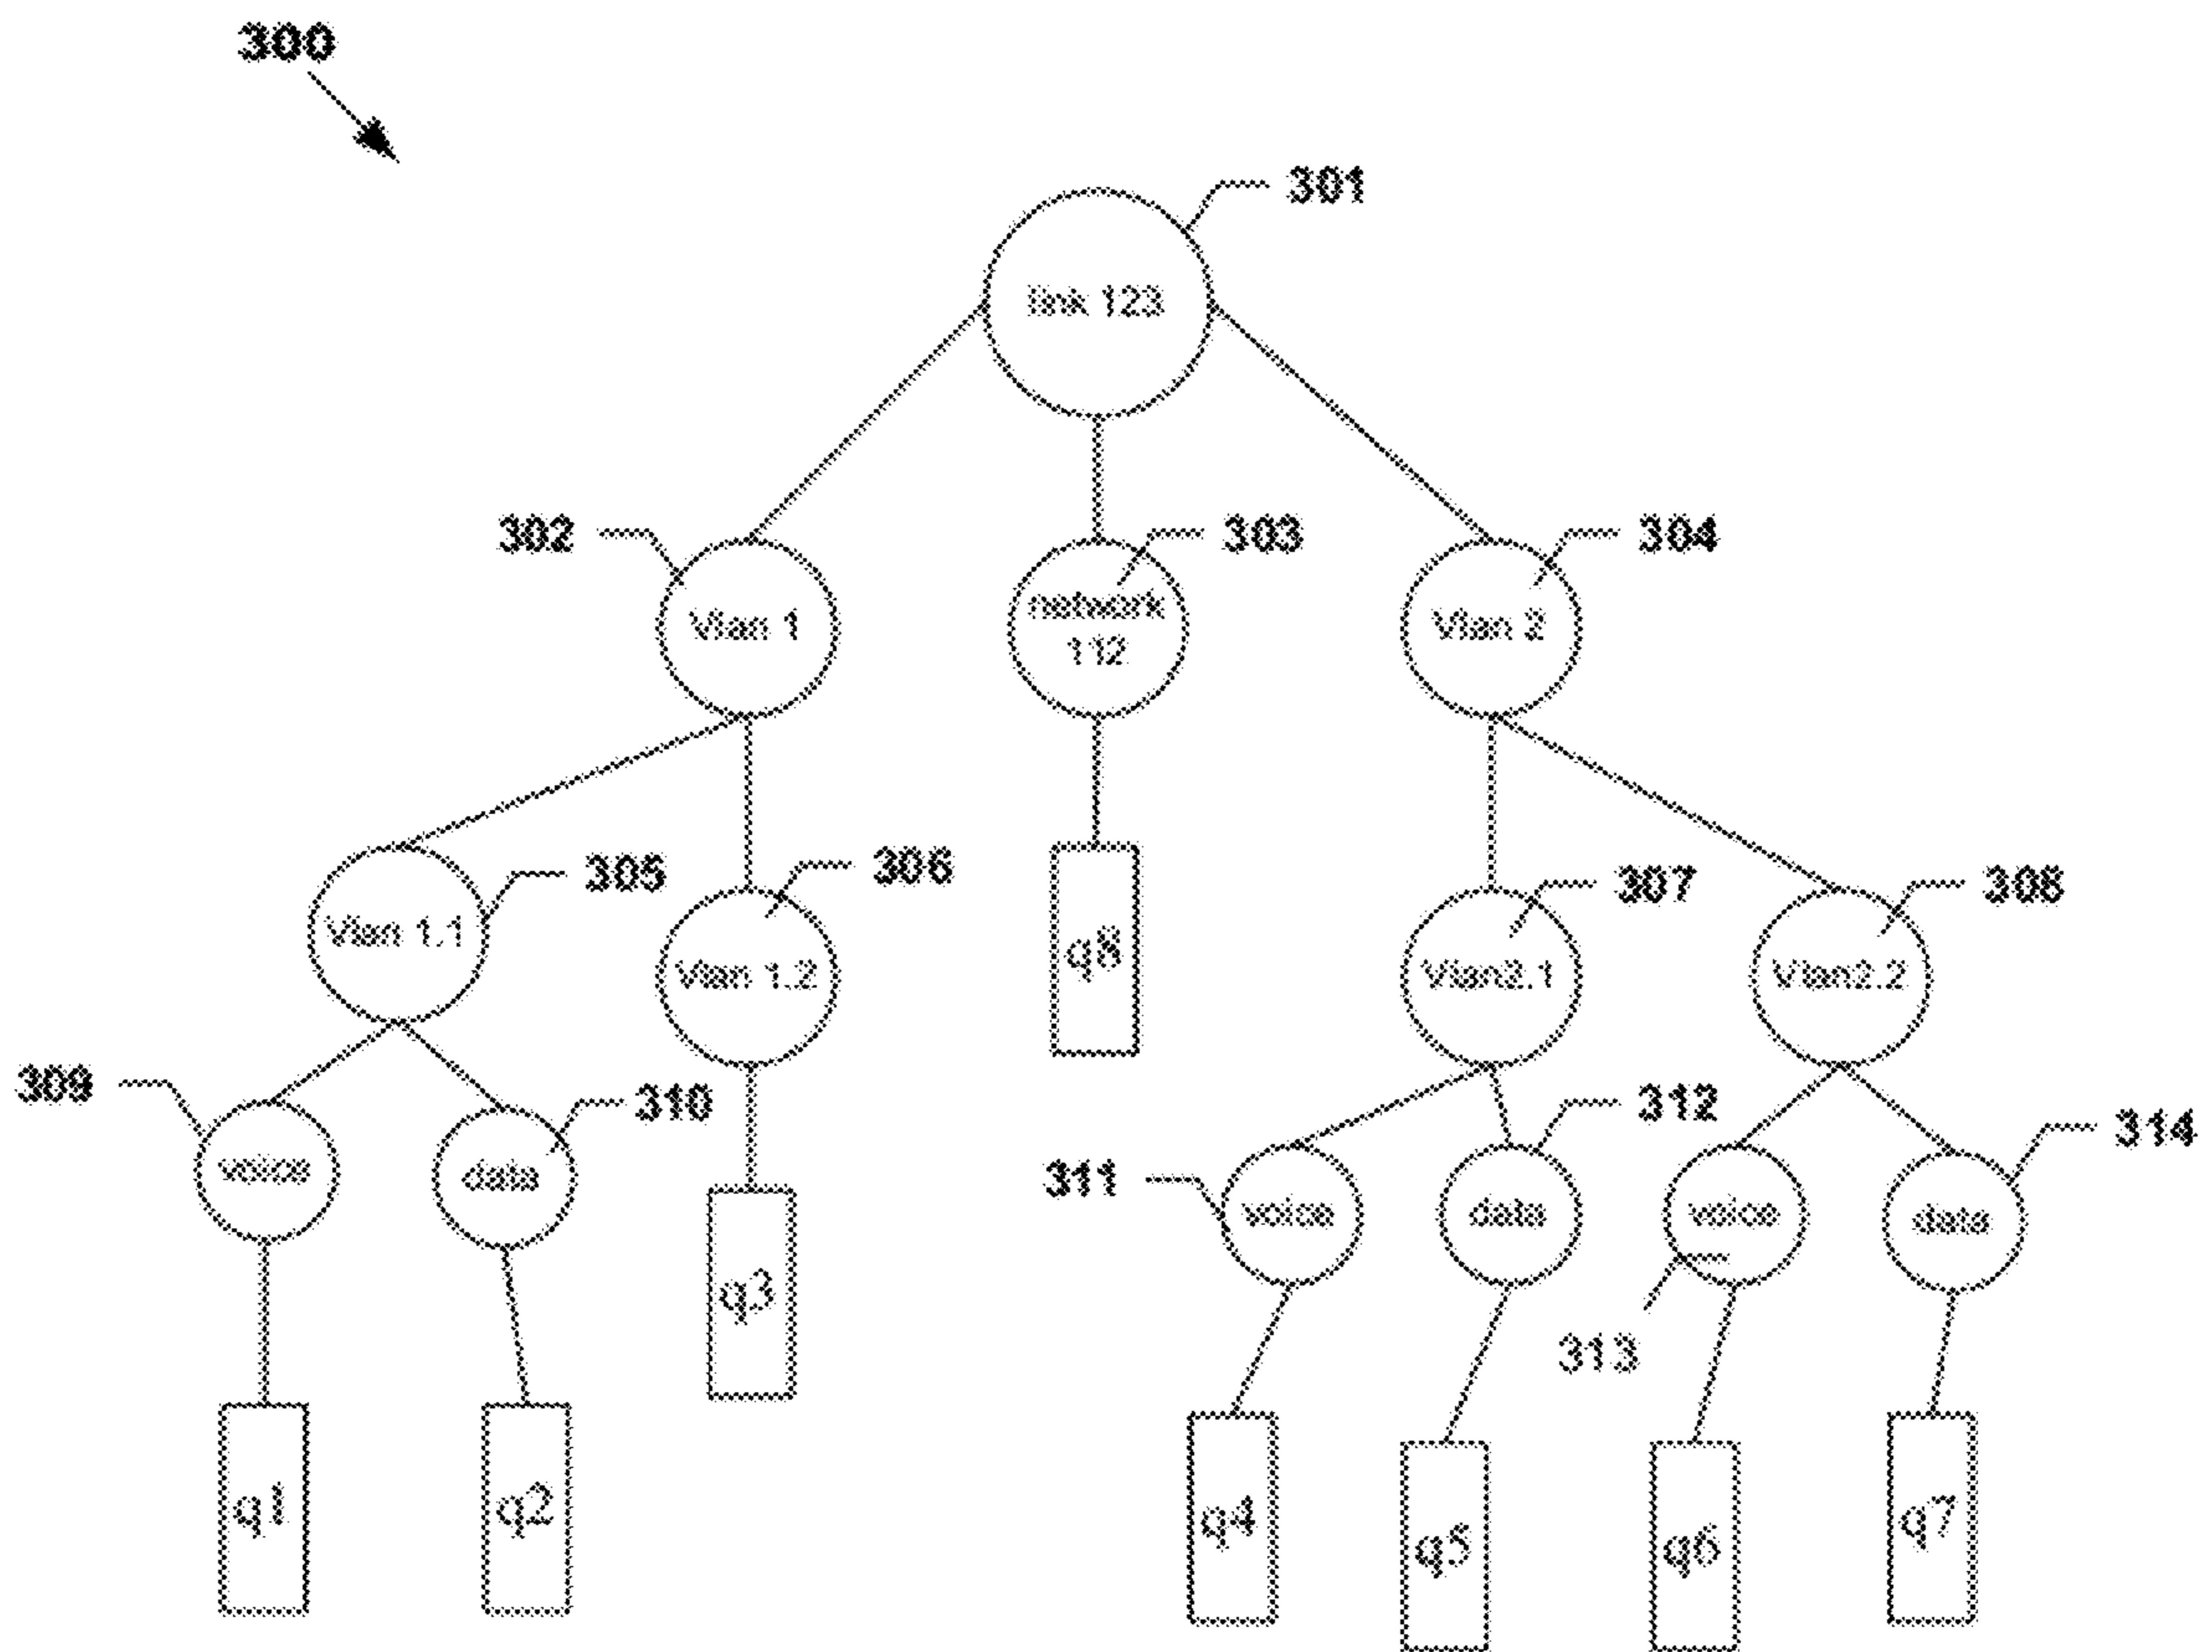 300
301
link 123
302
303
304
Vlan 1
network
112
Vlan 2
305
306
307
308
Vlan 1.1
Vlan 1.2
q8
Vlan2.1
Vlan2.2
309
310
312
314
voice
data
311
voice
data
voice
data
q3
313
q1
q2
q4
q5
q6
q7